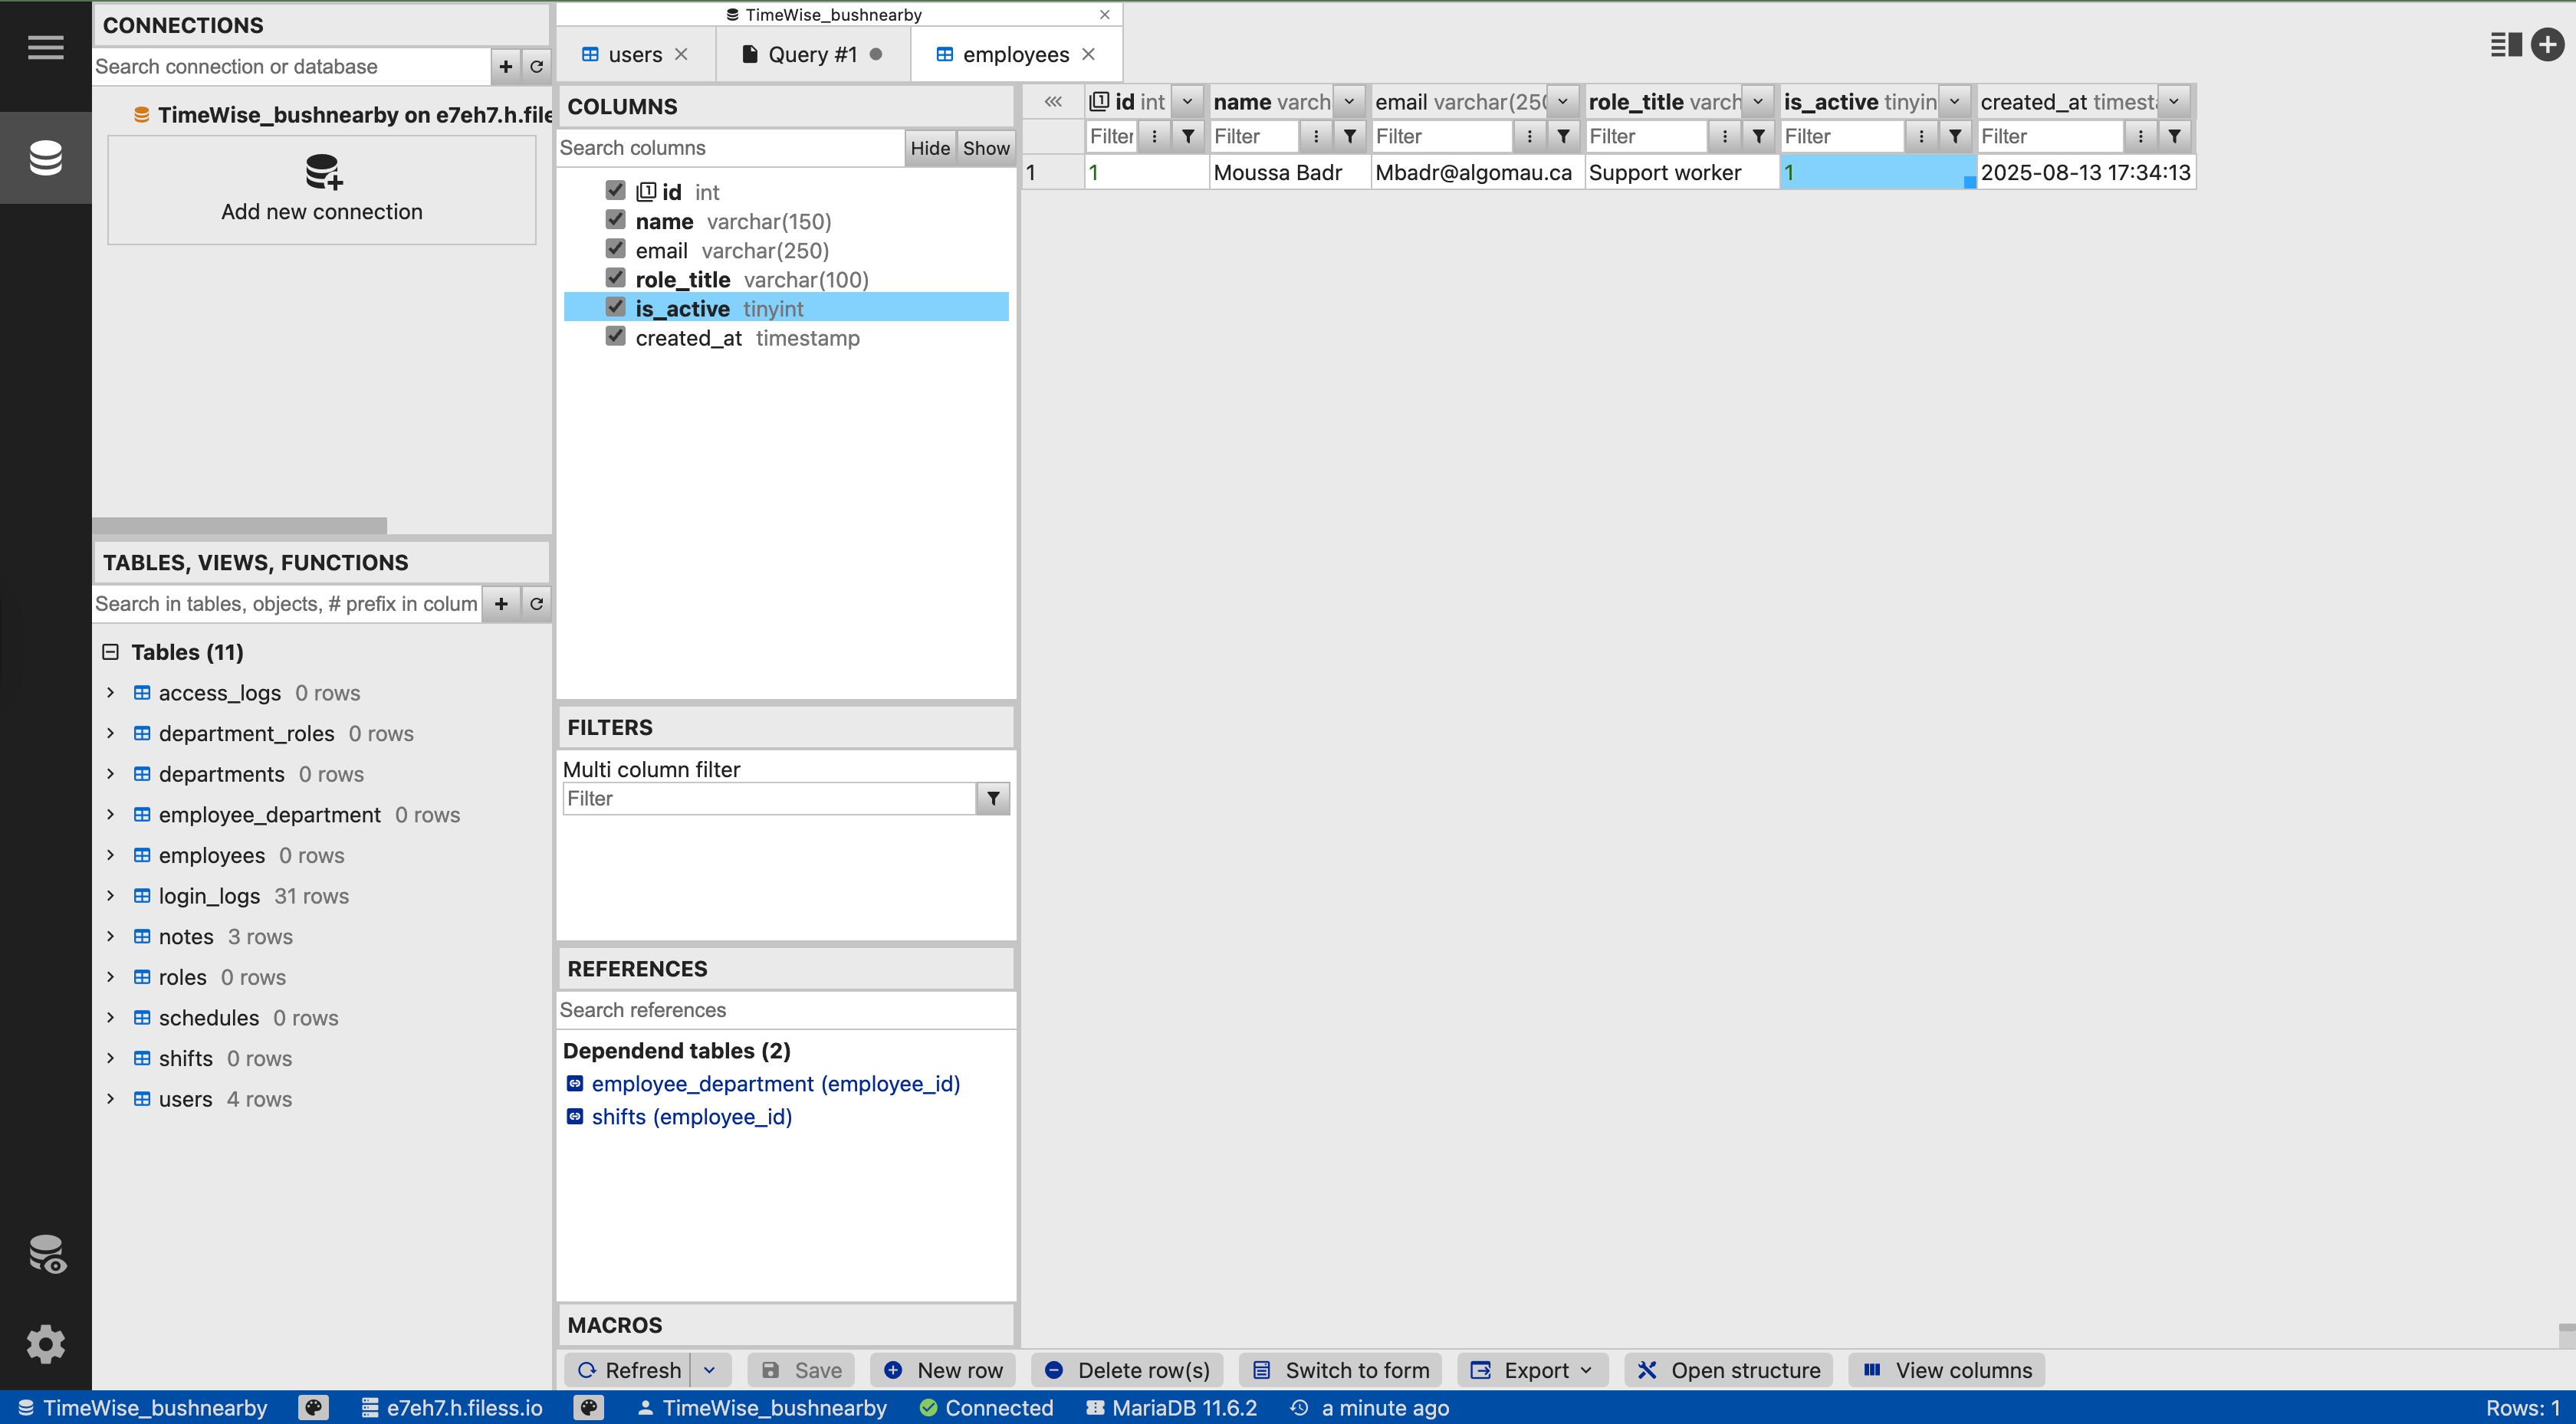 CONNECTIONS
Search connection or database
TimeWise_bushnearby on e7eh7.h.file
Add new connection
TABLES, VIEWS, FUNCTIONS
Search in tables, objects, # prefix in colum
Tables (11)
access_logs 0 rows
department_roles 0 rows
departments 0 rows
employee_department 0 rows
employees 0 rows
login_logs 31 rows
notes 3 rows
roles 0 rows
schedules 0 rows
shifts 0 rows
users 4 rows
TimeWise_bushnearby
users
Query #1
employees
COLUMNS
Search columns
Hide
Show
id int
name varchar(150)
email varchar(250)
role_title varchar(100)
is_active tinyint
created_at timestamp
FILTERS
Multi column filter
Filter
REFERENCES
Search references
Dependend tables (2)
employee_department (employee_id)
shifts (employee_id)
MACROS
id int name varch email varchar(250 role_title varch is_active tinyin created_at timest
Filter Filter Filter Filter Filter Filter
1 1 Moussa Badr Mbadr@algomau.ca Support worker 1 2025-08-13 17:34:13
Refresh Save New row Delete row(s) Switch to form Export Open structure View columns
TimeWise_bushnearby e7eh7.h.filess.io TimeWise_bushnearby Connected MariaDB 11.6.2 a minute ago Rows: 1